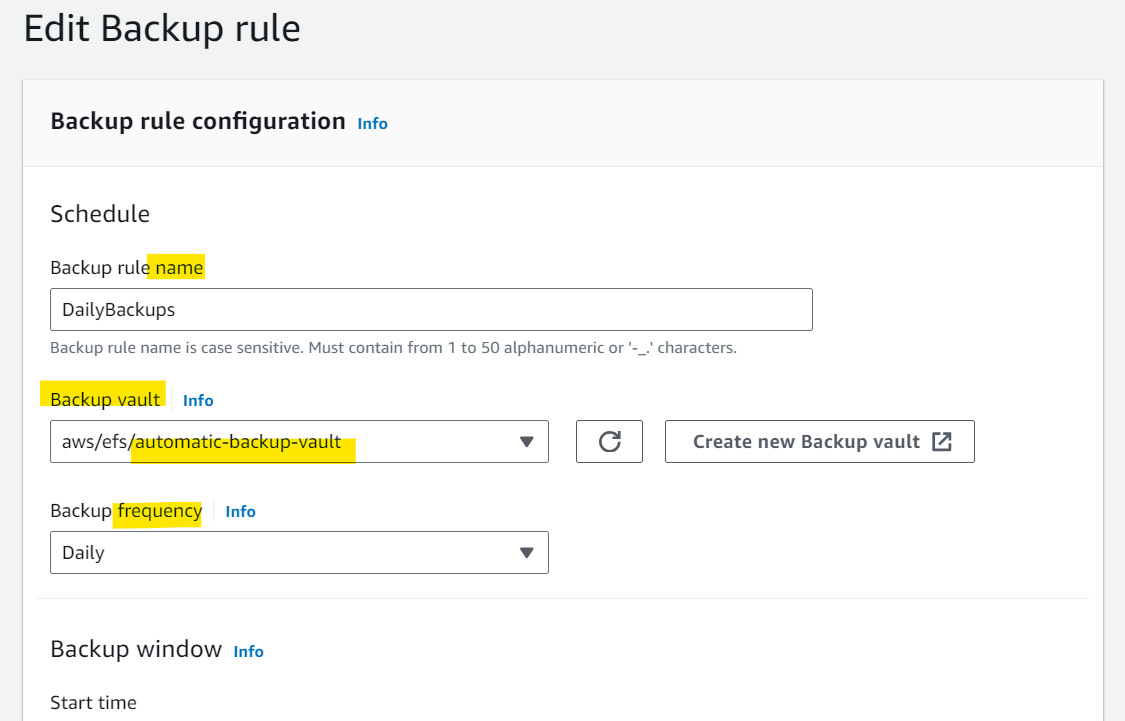 Edit Backup rule
Backup rule configuration Info
Schedule
Backup rule name
DailyBackups
Backup rule name is case sensitive. Must contain from 1 to 50 alphanumeric or '-_.' characters.
Backup vault Info
aws/efs/automatic-backup-vault Create new Backup vault
Backup frequency Info
Daily
Backup window Info
Start time